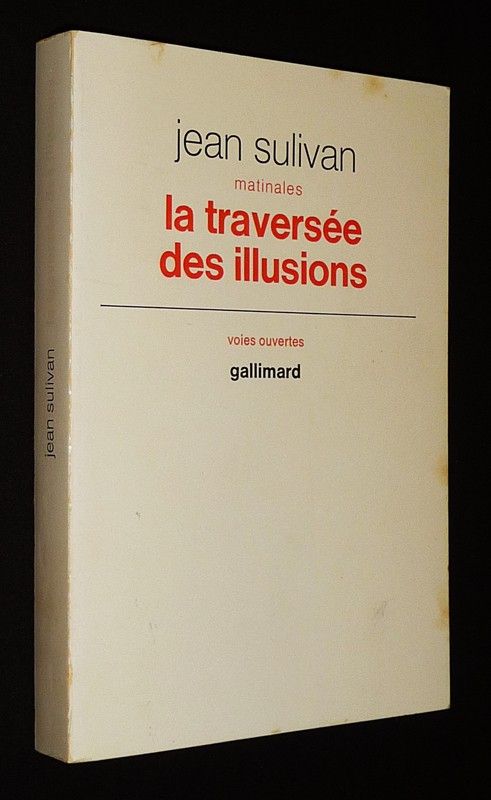 jean sulivan
matinales
la traversée
des illusions
voies ouvertes
gallimard
jean sulivan